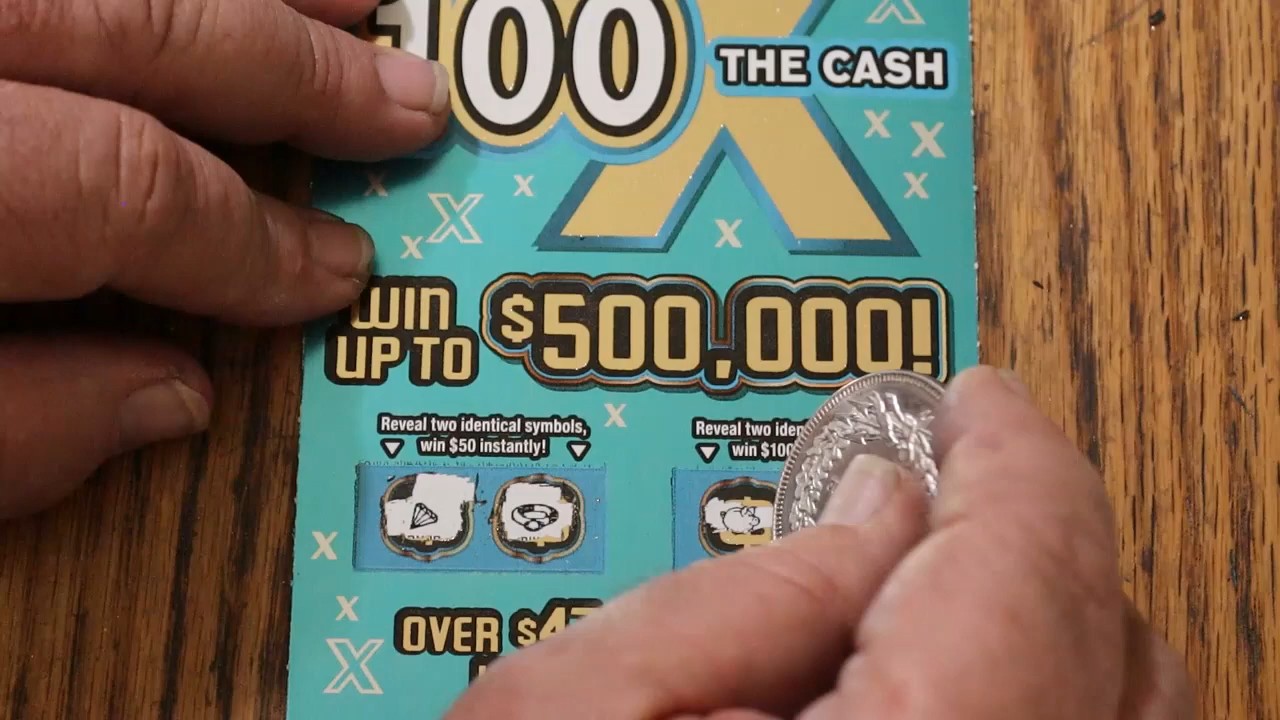 100X
THE CASH
WIN
UP TO
$500,000!
Reveal two identical symbols,
win $50 instantly!
Reveal two
win $100
OVER